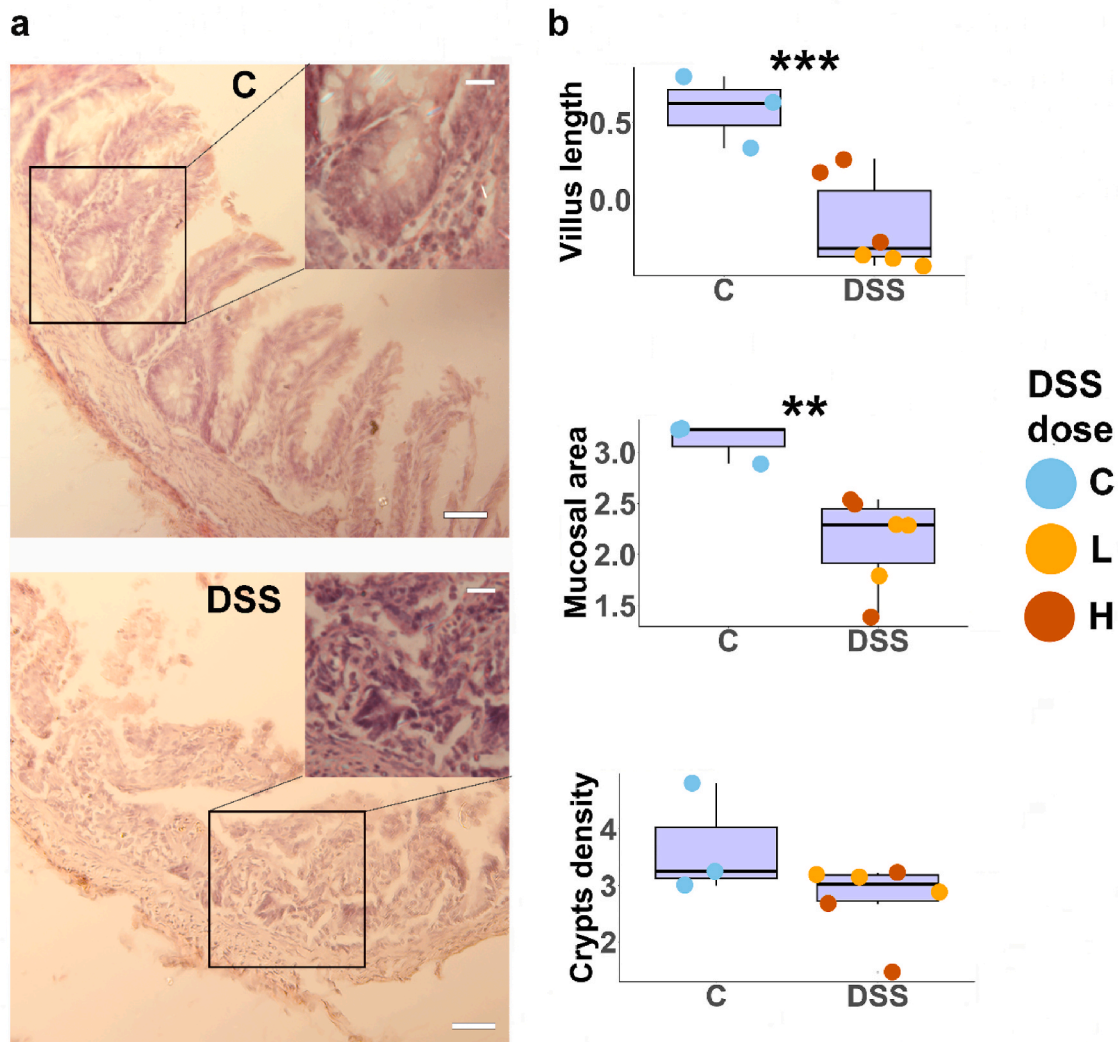 a
C
DSS
b
***
Villus length
0.5
0.0
C
DSS
**
Mucosal area
3.0
2.5
2.0
1.5
C
DSS
Crypts density
4
3
2
C
DSS
DSS
dose
C
L
H